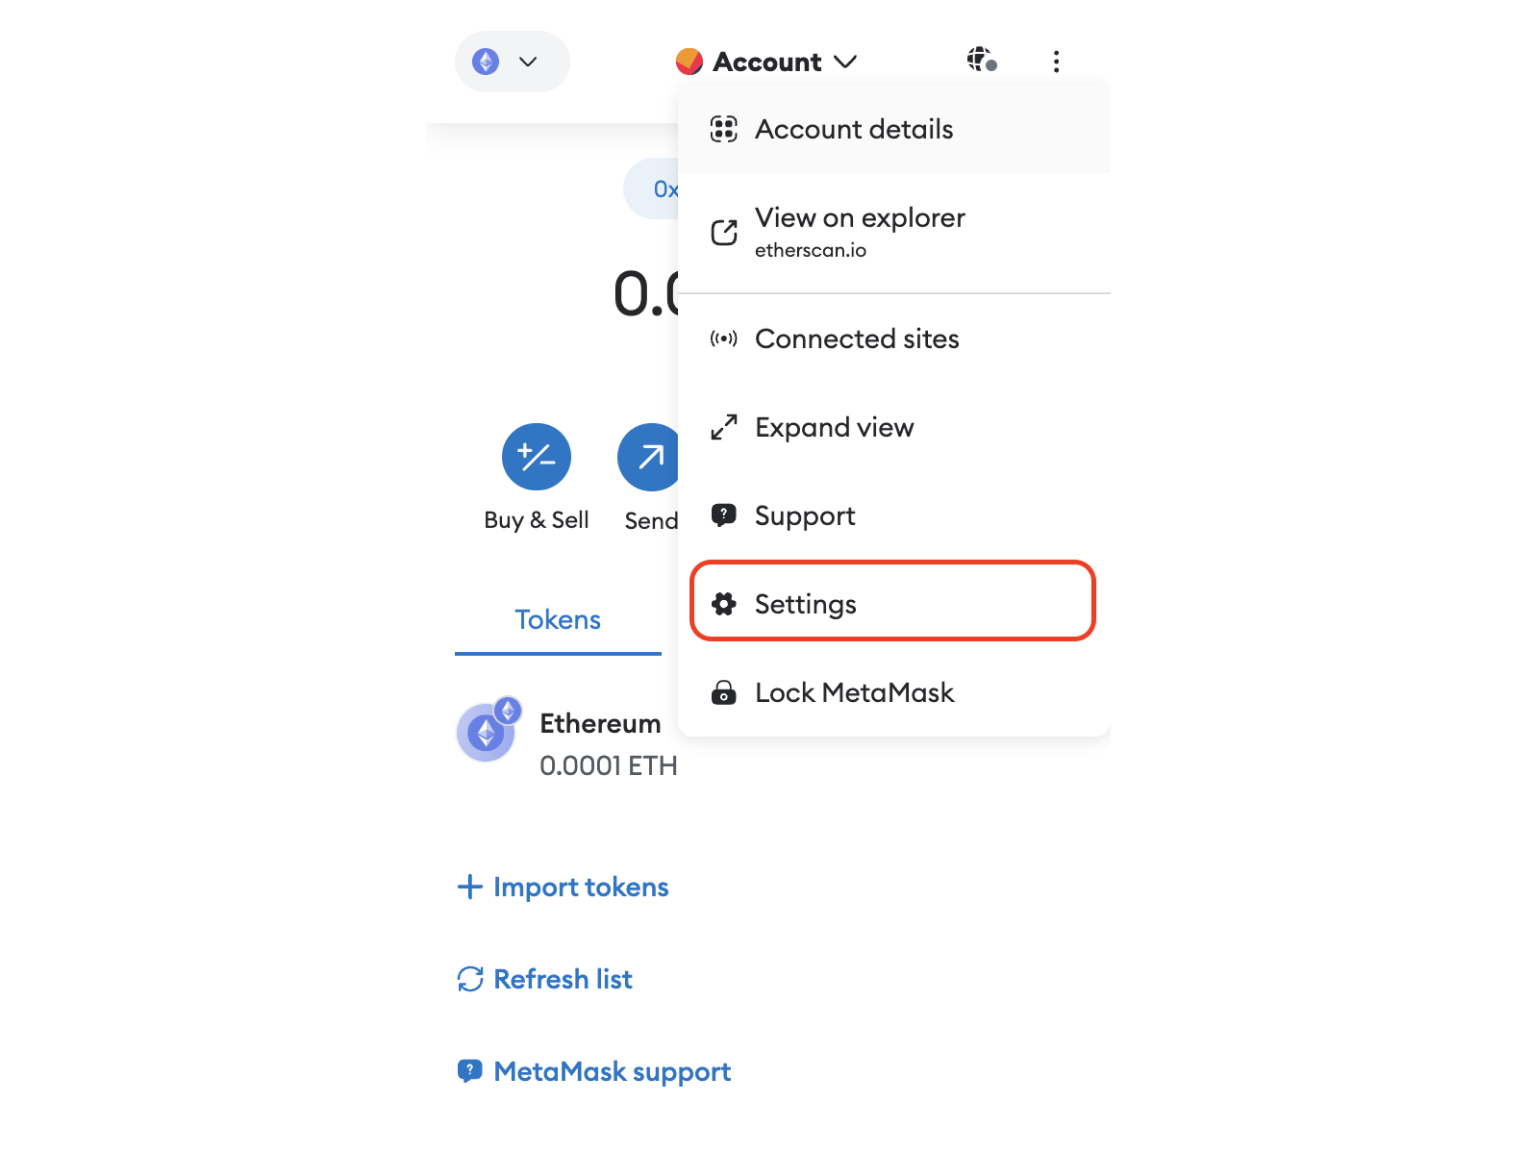 Account
Account details
0x
View on explorer
etherscan.io
0.0
Connected sites
Expand view
Buy & Sell
Send
Support
Settings
Tokens
Lock MetaMask
Ethereum
0.0001 ETH
Import tokens
Refresh list
MetaMask support